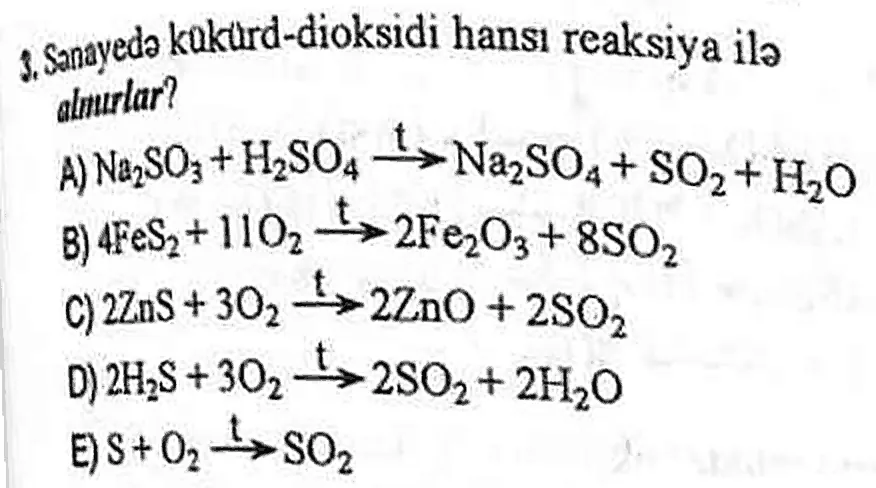 3. Sənayedə kükürd-dioksidi hansı reaksiya ilə
alınırlar?
A) Na₂SO₃ + H₂SO₄ —t→ Na₂SO₄ + SO₂ + H₂O
B) 4FeS₂ + 11O₂ —t→ 2Fe₂O₃ + 8SO₂
C) 2ZnS + 3O₂ —t→ 2ZnO + 2SO₂
D) 2H₂S + 3O₂ —t→ 2SO₂ + 2H₂O
E) S + O₂ —t→ SO₂